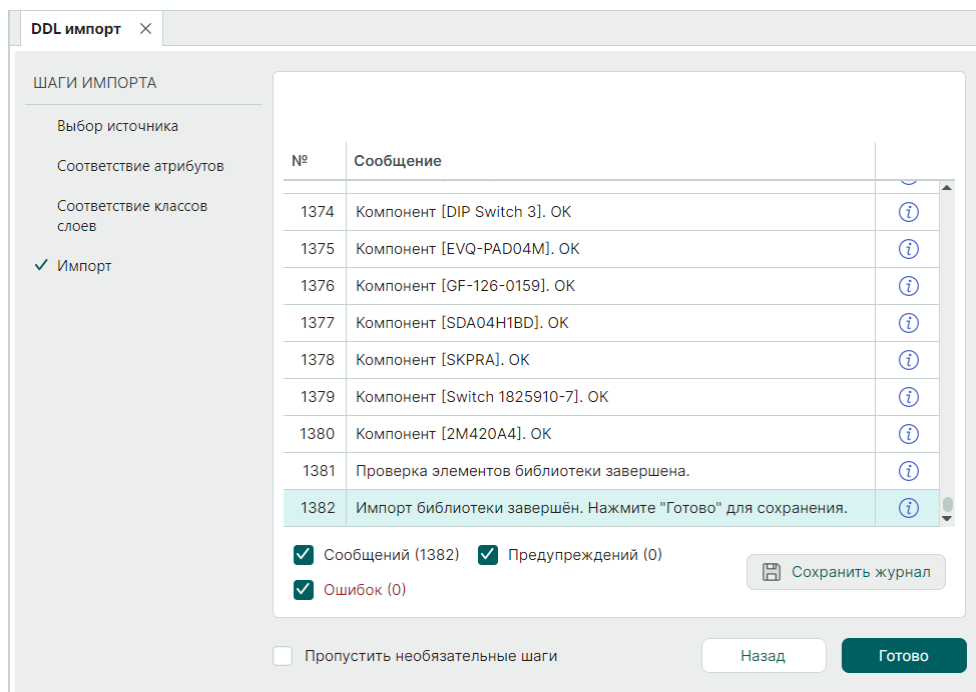 DDL импорт
ШАГИ ИМПОРТА
Выбор источника
Соответствие атрибутов
Соответствие классов
слоев
Импорт
№ Сообщение
1374 Компонент [DIP Switch 3]. OK
1375 Компонент [EVQ-PAD04M]. OK
1376 Компонент [GF-126-0159]. OK
1377 Компонент [SDA04H1BD]. OK
1378 Компонент [SKPRA]. OK
1379 Компонент [Switch 1825910-7]. OK
1380 Компонент [2M420A4]. OK
1381 Проверка элементов библиотеки завершена.
1382 Импорт библиотеки завершён. Нажмите "Готово" для сохранения.
Сообщений (1382) Предупреждений (0)
Ошибок (0)
Сохранить журнал
Пропустить необязательные шаги
Назад
Готово